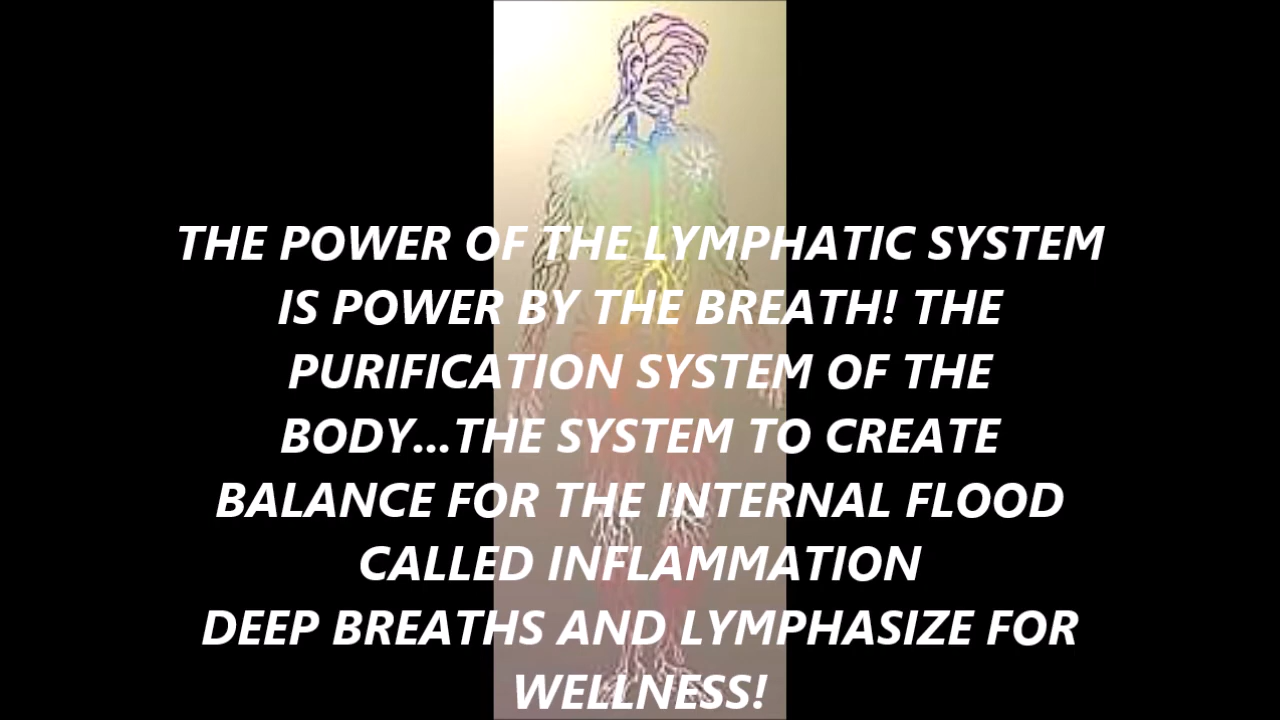 THE POWER OF THE LYMPHATIC SYSTEM
IS POWER BY THE BREATH! THE
PURIFICATION SYSTEM OF THE
BODY...THE SYSTEM TO CREATE
BALANCE FOR THE INTERNAL FLOOD
CALLED INFLAMMATION
DEEP BREATHS AND LYMPHASIZE FOR
WELLNESS!